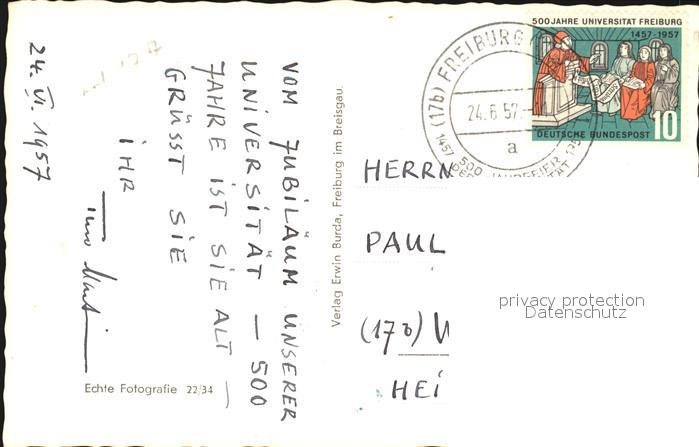 24. VI. 1957
VOM JUBILÄUM UNSERER
UNIVERSITÄT — 500
JAHRE IST SIE ALT —
GRÜSST SIE
IHR
Echte Fotografie 22/34
Verlag Erwin Burda, Freiburg im Breisgau.
500 JAHRE UNIVERSITÄT FREIBURG
1457-1957
DEUTSCHE BUNDESPOST 10
(17b) FREIBURG
24.6.57.
a
1457 500
HERRN
PAUL
(17b)
HEI
privacy protection
Datenschutz